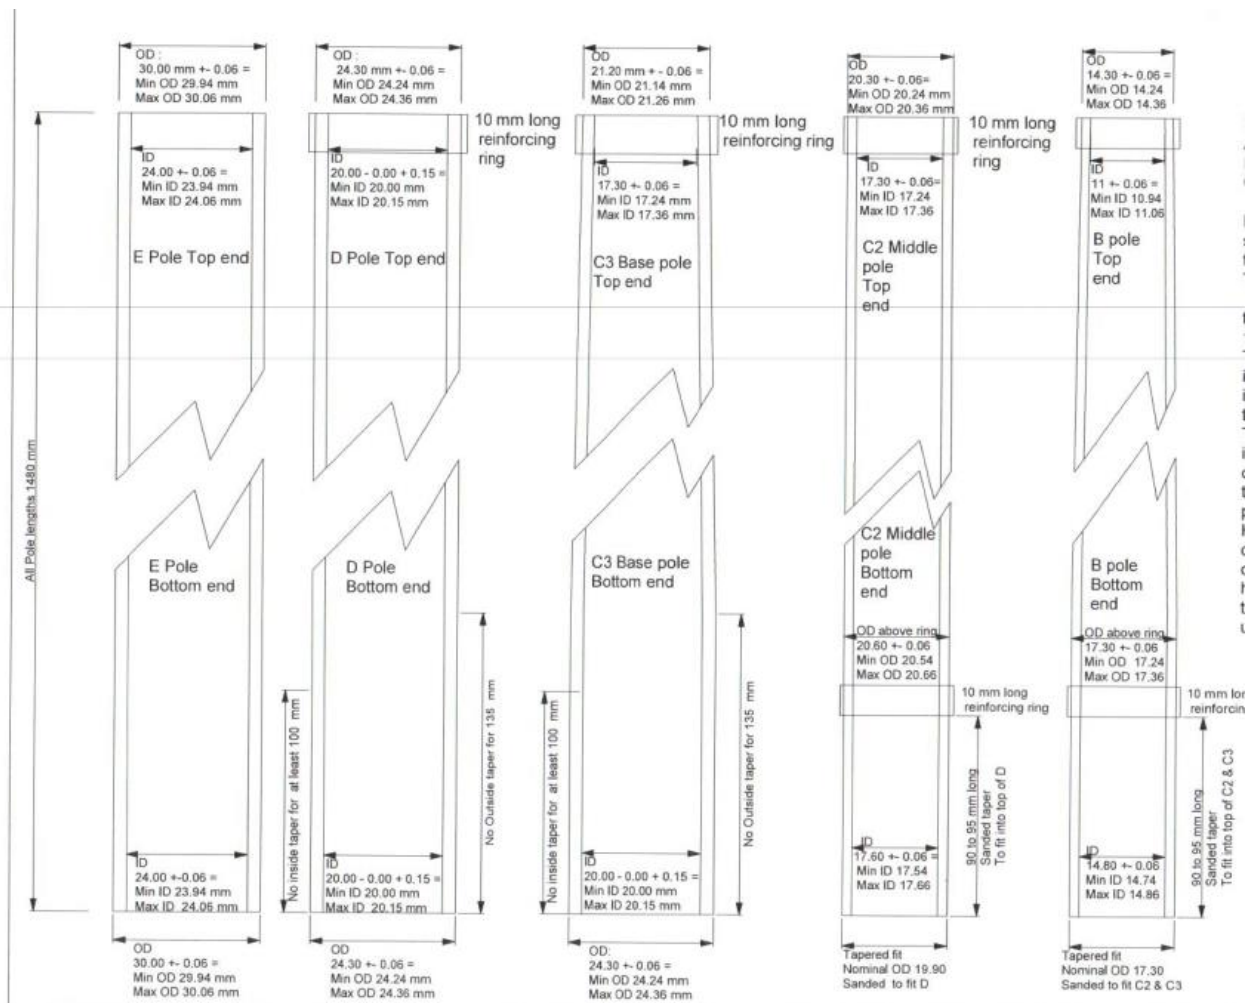 OD :
30.00 mm +- 0.06 =
Min OD 29.94 mm
Max OD 30.06 mm
OD :
24.30 mm +- 0.06 =
Min OD 24.24 mm
Max OD 24.36 mm
OD
21.20 mm + - 0.06 =
Min OD 21.14 mm
Max OD 21.26 mm
OD
20.30 +- 0.06=
Min OD 20.24 mm
Max OD 20.36 mm
OD
14.30 +- 0.06 =
Min OD 14.24
Max OD 14.36
10 mm long
reinforcing
ring
10 mm long
reinforcing ring
10 mm long
reinforcing
ring
ID
24.00 +- 0.06 =
Min ID 23.94 mm
Max ID 24.06 mm
ID
20.00 - 0.00 + 0.15 =
Min ID 20.00 mm
Max ID 20.15 mm
ID
17.30 +- 0.06 =
Min ID 17.24 mm
Max ID 17.36 mm
ID
17.30 +- 0.06=
Min ID 17.24
Max ID 17.36
ID
11 +- 0.06 =
Min ID 10.94
Max ID 11.06
E Pole Top end
D Pole Top end
C3 Base pole
Top end
C2 Middle
pole
Top
end
B pole
Top
end
All Pole lengths 1480 mm
E Pole
Bottom end
D Pole
Bottom end
C3 Base pole
Bottom end
C2 Middle
pole
Bottom
end
B pole
Bottom
end
OD above ring
20.60 +- 0.06
Min OD 20.54
Max OD 20.66
OD above ring
17.30 +- 0.06
Min OD 17.24
Max OD 17.36
10 mm long
reinforcing ring
10 mm
reinforcing
No inside taper for at least 100 mm
No Outside taper for 135 mm
No inside taper for at least 100 mm
No Outside taper for 135 mm
90 to 95 mm long
Sanded taper
To fit into top of D
90 to 95 mm long
Sanded taper
To fit into top of C2 & C3
ID
24.00 +-0.06 =
Min ID 23.94 mm
Max ID 24.06 mm
ID
20.00 - 0.00 + 0.15 =
Min ID 20.00 mm
Max ID 20.15 mm
ID
20.00 - 0.00 + 0.15 =
Min ID 20.00 mm
Max ID 20.15 mm
ID
17.60 +- 0.06 =
Min ID 17.54
Max ID 17.66
ID
14.80 +- 0.06
Min ID 14.74
Max ID 14.86
OD
30.00 +- 0.06 =
Min OD 29.94 mm
Max OD 30.06 mm
OD
24.30 +- 0.06 =
Min OD 24.24 mm
Max OD 24.36 mm
OD:
24.30 +- 0.06 =
Min OD 24.24 mm
Max OD 24.36 mm
Tapered fit
Nominal OD 19.90
Sanded to fit D
Tapered fit
Nominal OD 17.30
Sanded to fit C2 & C3